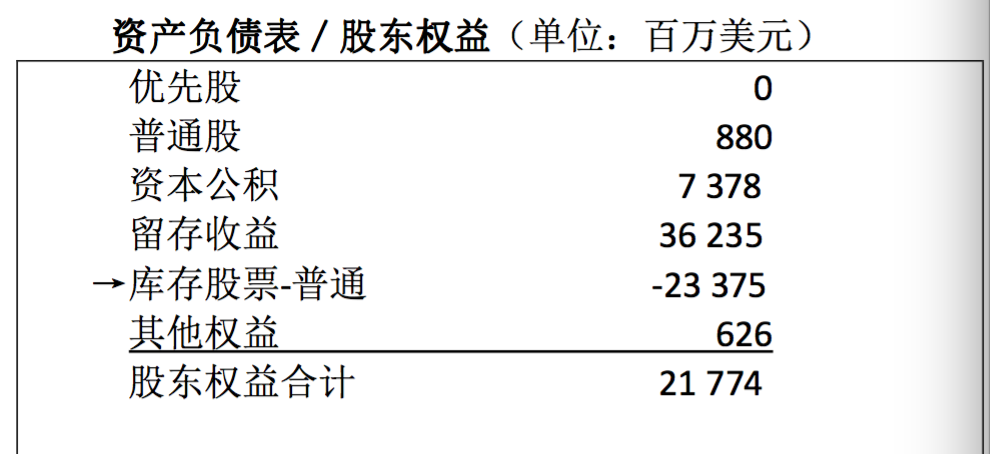 资产负债表 / 股东权益（单位：百万美元）
优先股 0
普通股 880
资本公积 7 378
留存收益 36 235
→库存股票-普通 -23 375
其他权益 626
股东权益合计 21 774